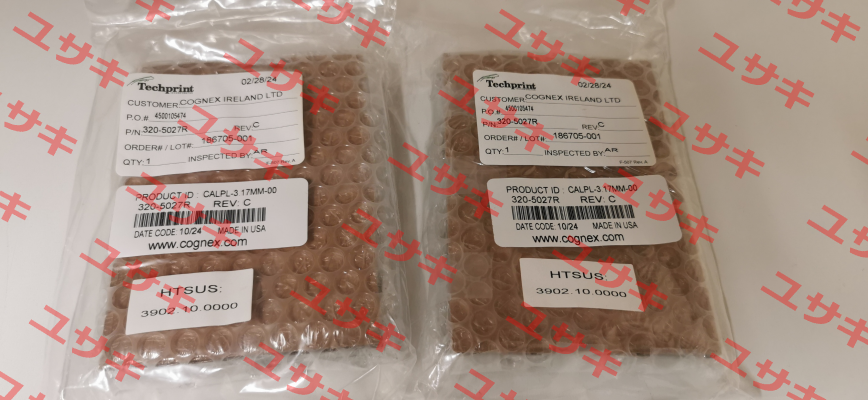 Techprint 02/28/24
CUSTOMER COGNEX IRELAND LTD
P.O.# 4500105474
P/N 320-5027R REV. C
ORDER# / LOT#: 186705-001
QTY: 1 INSPECTED BY: AR
F-507 Rev. A
PRODUCT ID : CALPL-3 17MM-00
320-5027R REV: C
DATE CODE: 10/24 MADE IN USA
www.cognex.com
HTSUS:
3902.10.0000
Techprint 02/28/24
CUSTOMER COGNEX IRELAND LTD
P.O.# 4500105474
P/N 320-5027R REV. C
ORDER# / LOT#: 186705-001
QTY: 1 INSPECTED BY: AR
F-507 Rev. A
PRODUCT ID : CALPL-3 17MM-00
320-5027R REV: C
DATE CODE: 10/24 MADE IN USA
www.cognex.com
HTSUS:
3902.10.0000
ユサキ